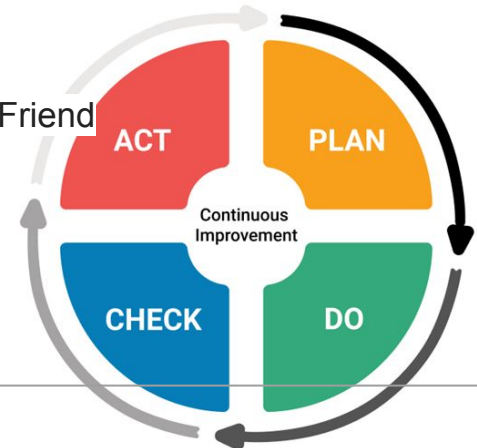 Friend
ACT
PLAN
Continuous
Improvement
CHECK
DO